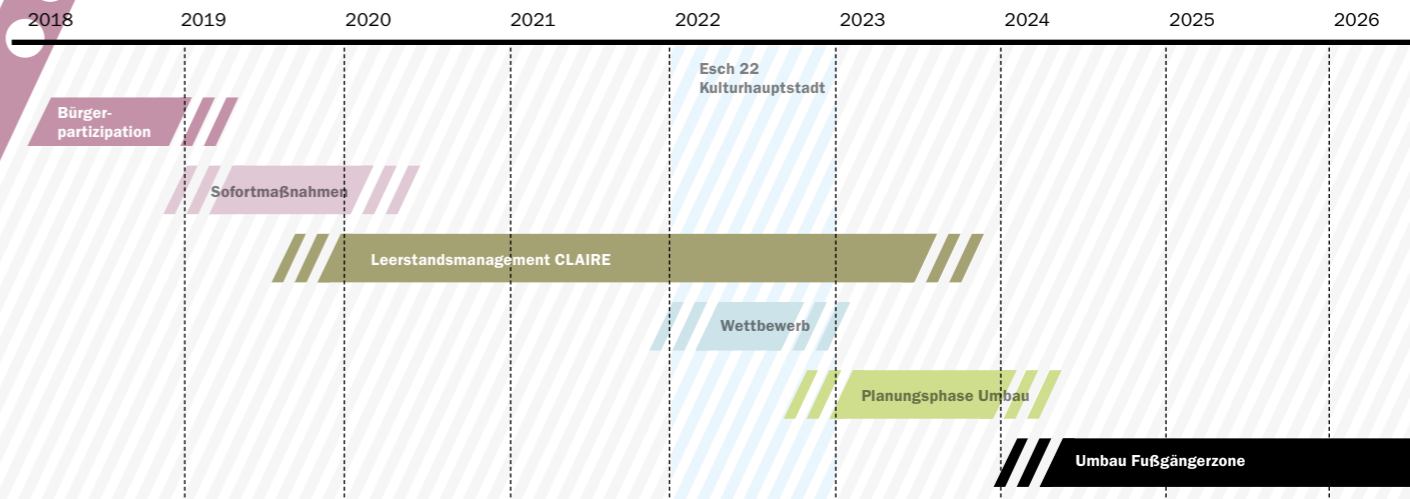 2018 2019 2020 2021 2022 2023 2024 2025 2026
Esch 22
Kulturhauptstadt
Bürger-
partizipation
Sofortmaßnahmen
Leerstandsmanagement CLAIRE
Wettbewerb
Planungsphase Umbau
Umbau Fußgängerzone